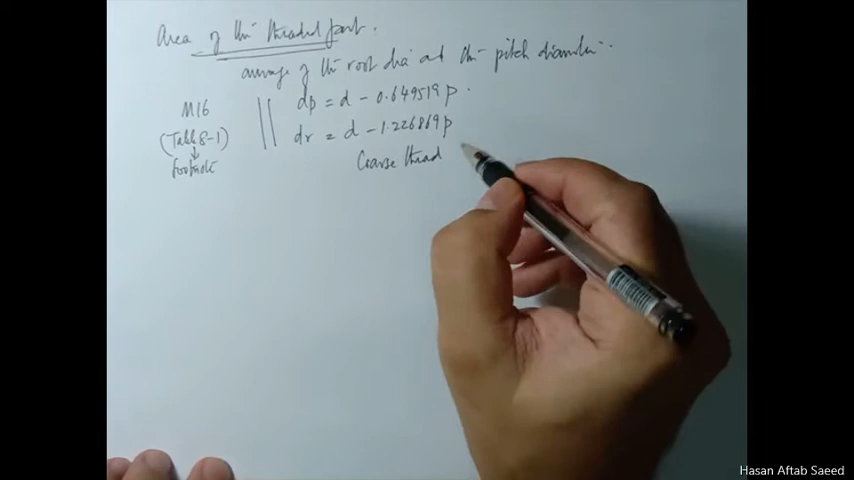 Area of the threaded part.
average of the root dia and the pitch diameter.
M16
(Table 8-1)
footnote
dp = d - 0.649519 p.
dr = d - 1.226869 p
Coarse thread
Hasan Aftab Saeed